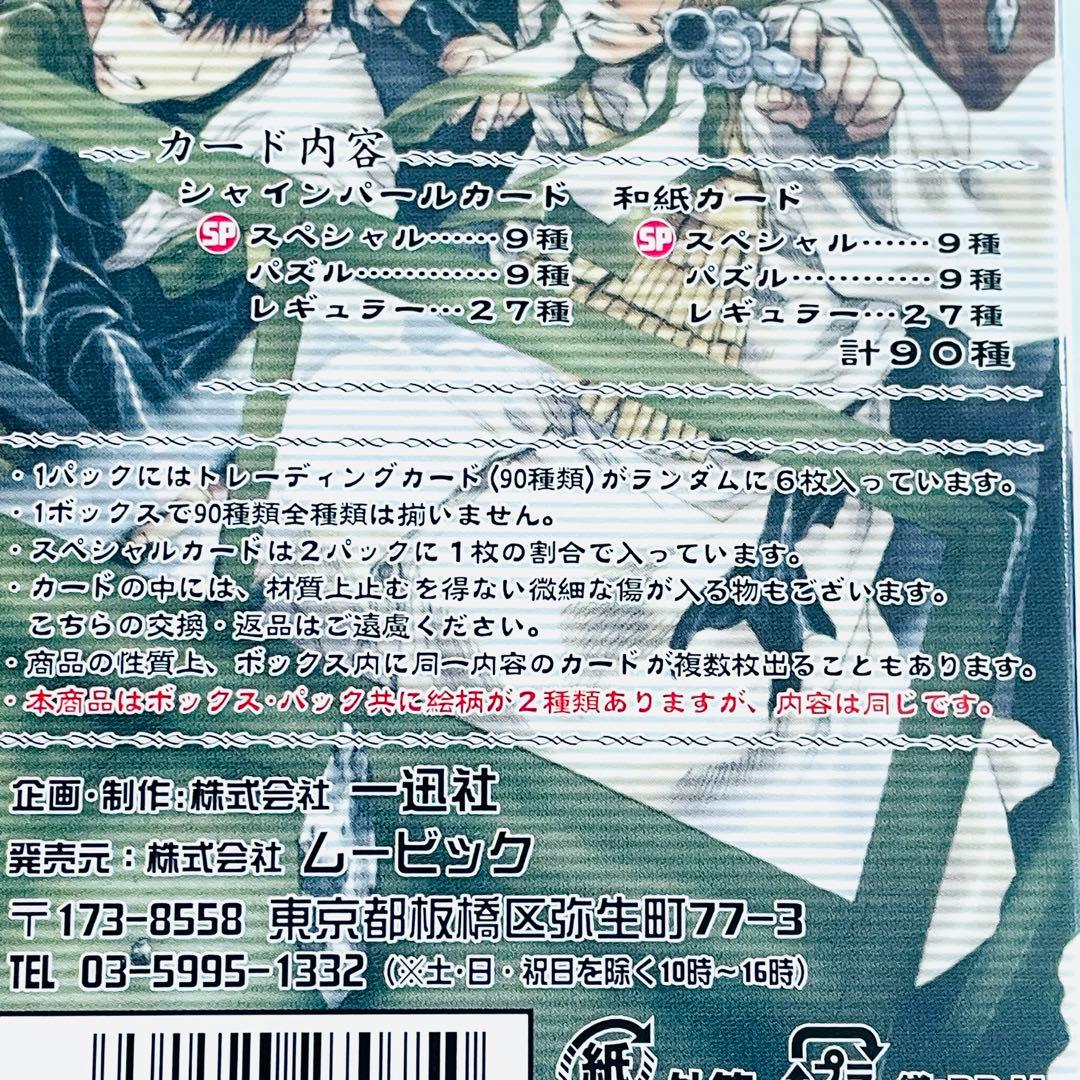 カード内容
シャインパールカード
SP スペシャル……9種
パズル…………9種
レギュラー…27種
和紙カード
SP スペシャル……9種
パズル…………9種
レギュラー…27種
計90種
・1パックにはトレーディングカード(90種類)がランダムに6枚入っています。
・1ボックスで90種類全種類は揃いません。
・スペシャルカードは2パックに1枚の割合で入っています。
・カードの中には、材質上止むを得ない微細な傷が入る物もございます。
こちらの交換・返品はご遠慮ください。
・商品の性質上、ボックス内に同一内容のカードが複数枚出ることもあります。
・本商品はボックス・パック共に絵柄が2種類ありますが、内容は同じです。
企画・制作:株式会社 一迅社
発売元:株式会社 ムービック
〒173-8558 東京都板橋区弥生町77-3
TEL 03-5995-1332 (※土・日・祝日を除く10時~16時)
紙
プラ